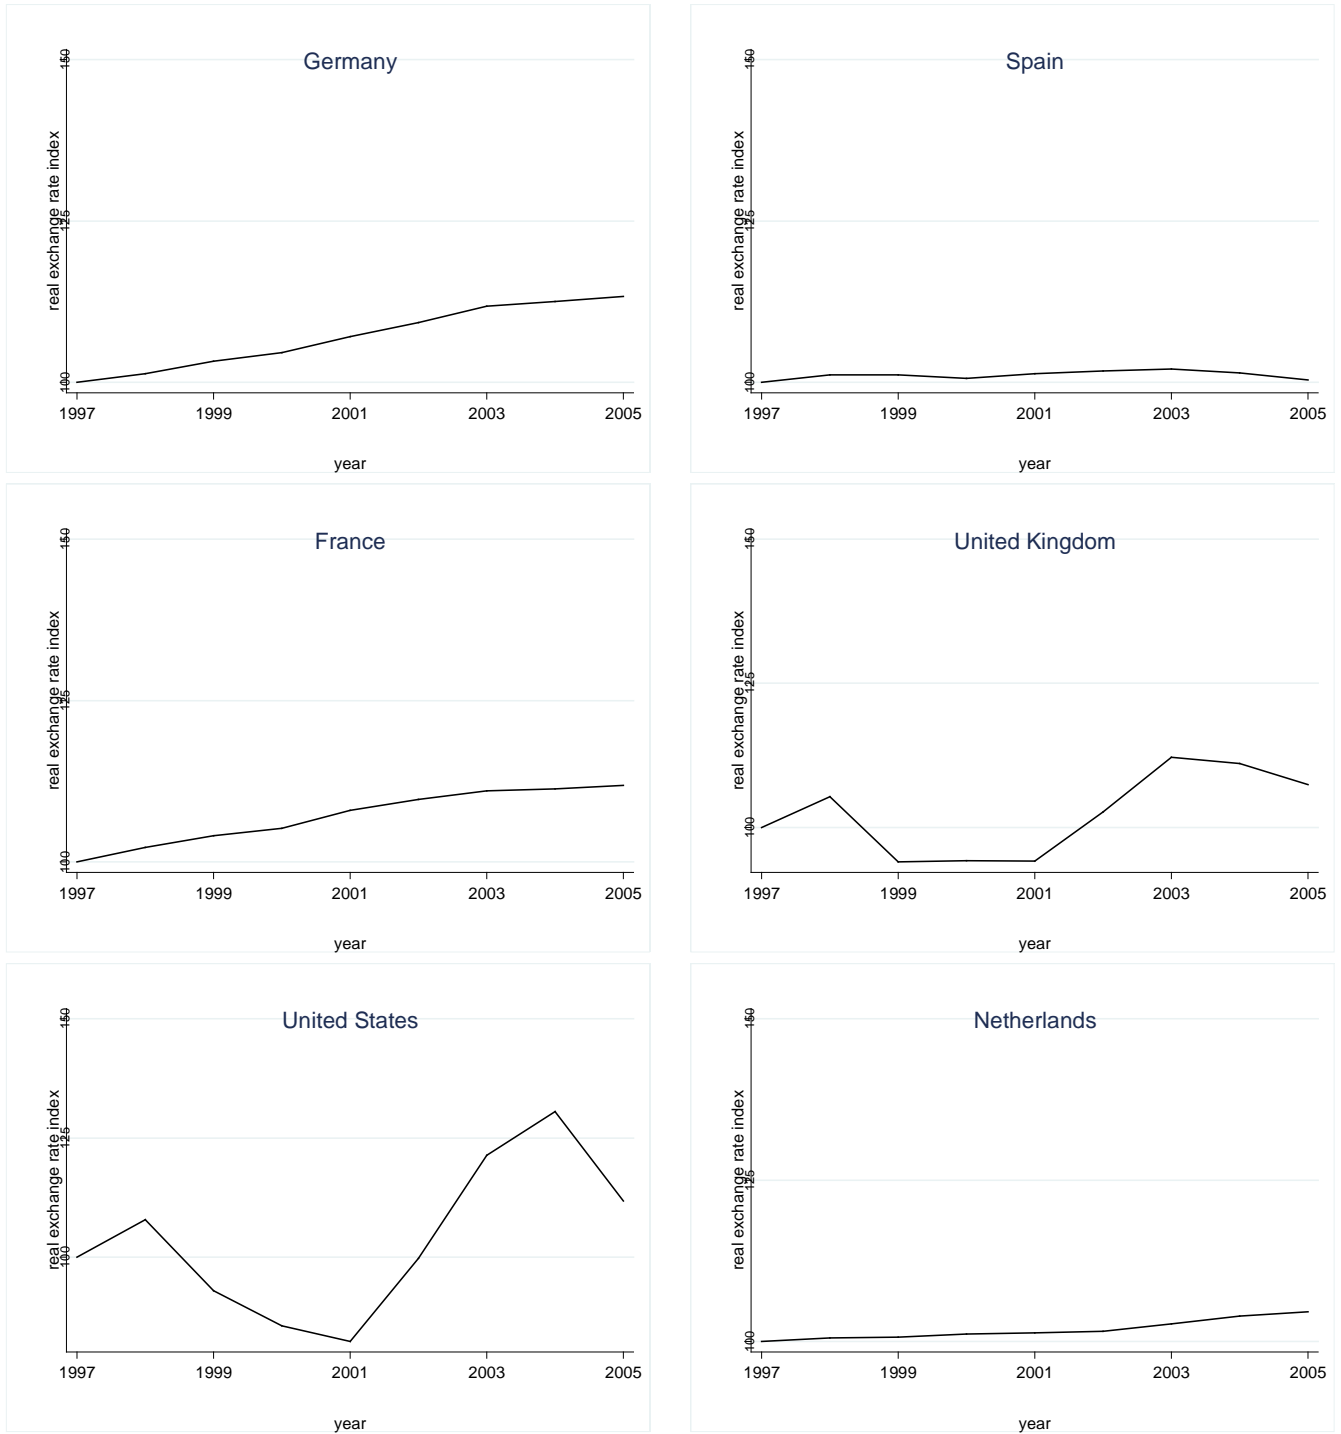 Germany
150
125
100
real exchange rate index
1997 1999 2001 2003 2005
year
Spain
150
125
100
real exchange rate index
1997 1999 2001 2003 2005
year
France
150
125
100
real exchange rate index
1997 1999 2001 2003 2005
year
United Kingdom
150
125
100
real exchange rate index
1997 1999 2001 2003 2005
year
United States
150
125
100
real exchange rate index
1997 1999 2001 2003 2005
year
Netherlands
150
125
100
real exchange rate index
1997 1999 2001 2003 2005
year